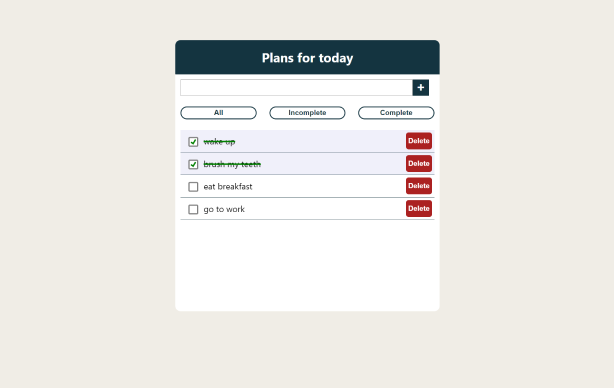 Plans for today
+
All Incomplete Complete
wake up Delete
brush my teeth Delete
eat breakfast Delete
go to work Delete